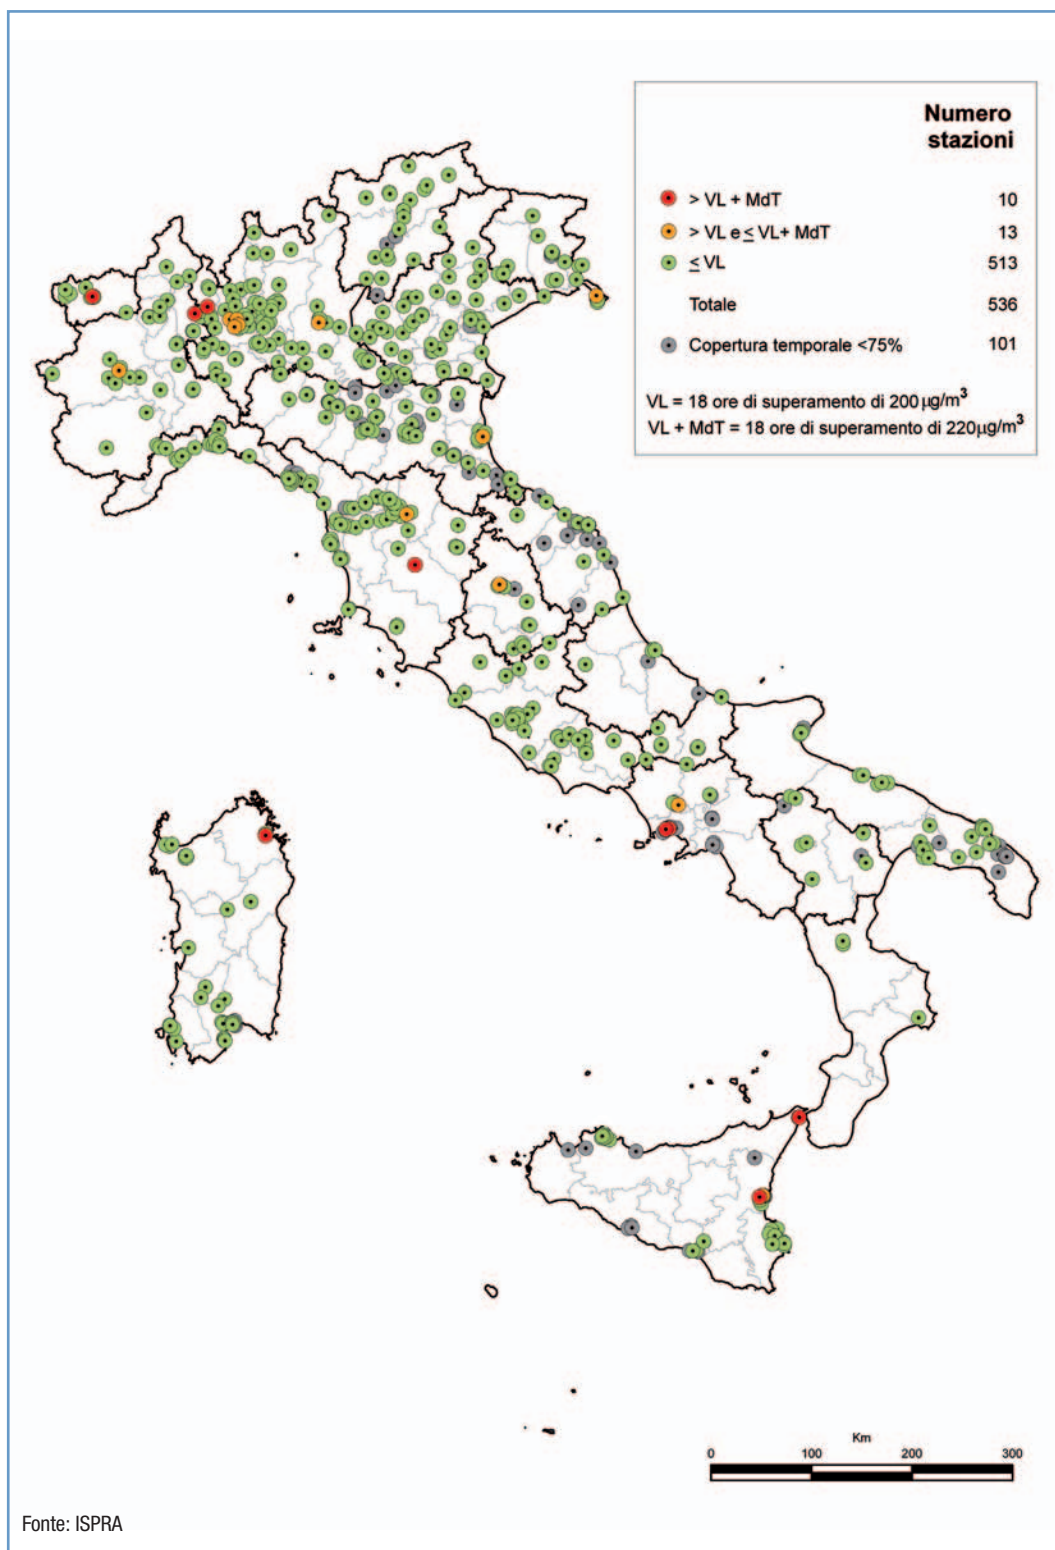 Numero
stazioni
> VL + MdT 10
> VL e ≤ VL+ MdT 13
≤ VL 513
Totale 536
Copertura temporale <75% 101
VL = 18 ore di superamento di 200 µg/m³
VL + MdT = 18 ore di superamento di 220µg/m³
Km
0 100 200 300
Fonte: ISPRA